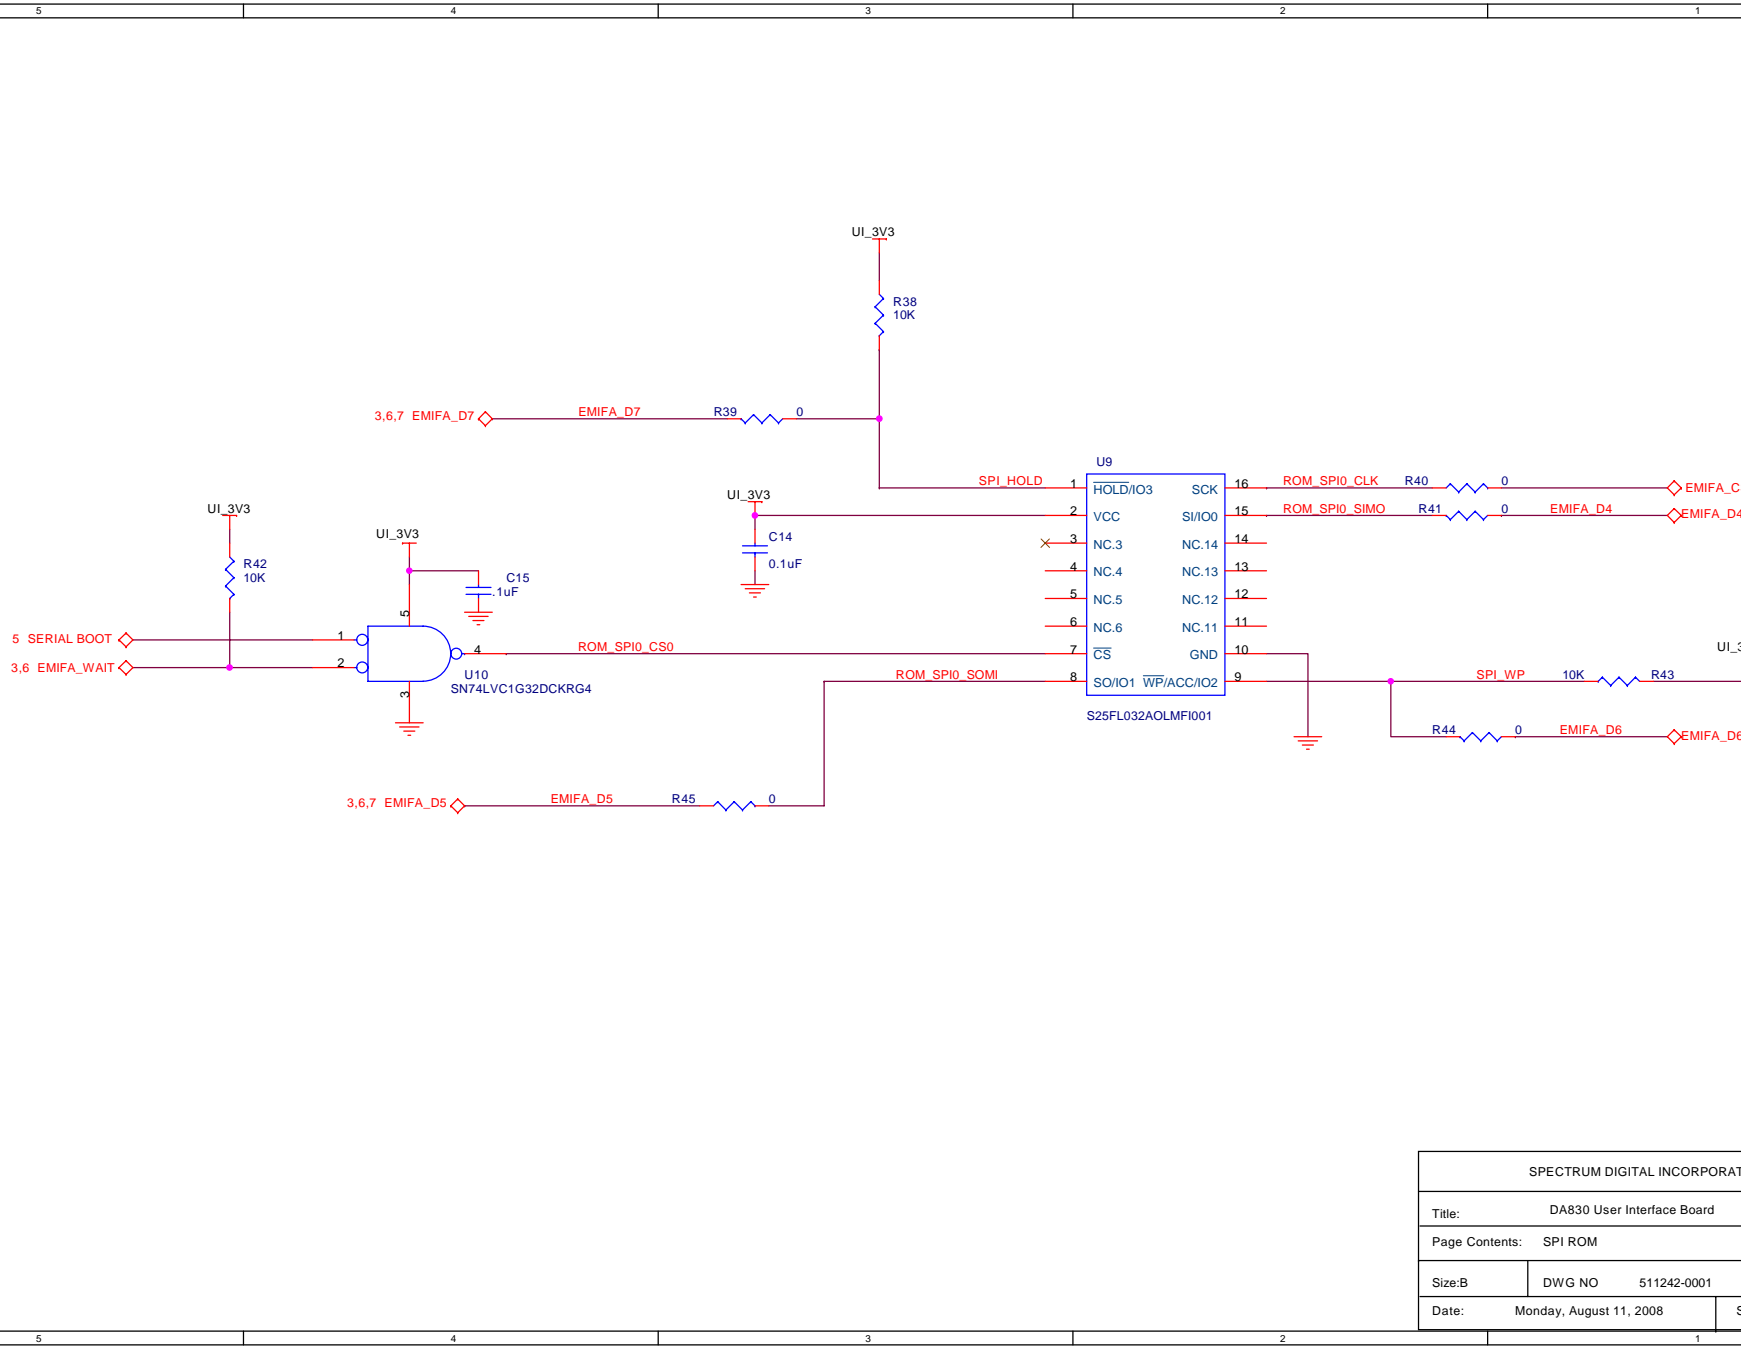 5 4 3 2 1
UI_3V3
R38
10K
3,6,7 EMIFA_D7 EMIFA_D7 R39 0
U9
SPI_HOLD 1 HOLD/IO3 SCK 16 ROM_SPI0_CLK R40 0 EMIFA_C
UI_3V3 2 VCC SI/IO0 15 ROM_SPI0_SIMO R41 0 EMIFA_D4 EMIFA_D4
UI_3V3
UI_3V3
C14
0.1uF
3 NC.3 NC.14 14
R42
10K
4 NC.4 NC.13 13
C15
.1uF
5 NC.5 NC.12 12
5
6 NC.6 NC.11 11
5 SERIAL BOOT 1
4 ROM_SPI0_CS0 7 CS GND 10
UI_3
3,6 EMIFA_WAIT 2
U10
SN74LVC1G32DCKRG4
3
ROM_SPI0_SOMI 8 SO/IO1 WP/ACC/IO2 9 SPI_WP 10K R43
S25FL032AOLMFI001
R44 0 EMIFA_D6 EMIFA_D6
3,6,7 EMIFA_D5 EMIFA_D5 R45 0
SPECTRUM DIGITAL INCORPORAT
Title: DA830 User Interface Board
Page Contents: SPI ROM
Size:B DWG NO 511242-0001
Date: Monday, August 11, 2008 S
5 4 3 2 1